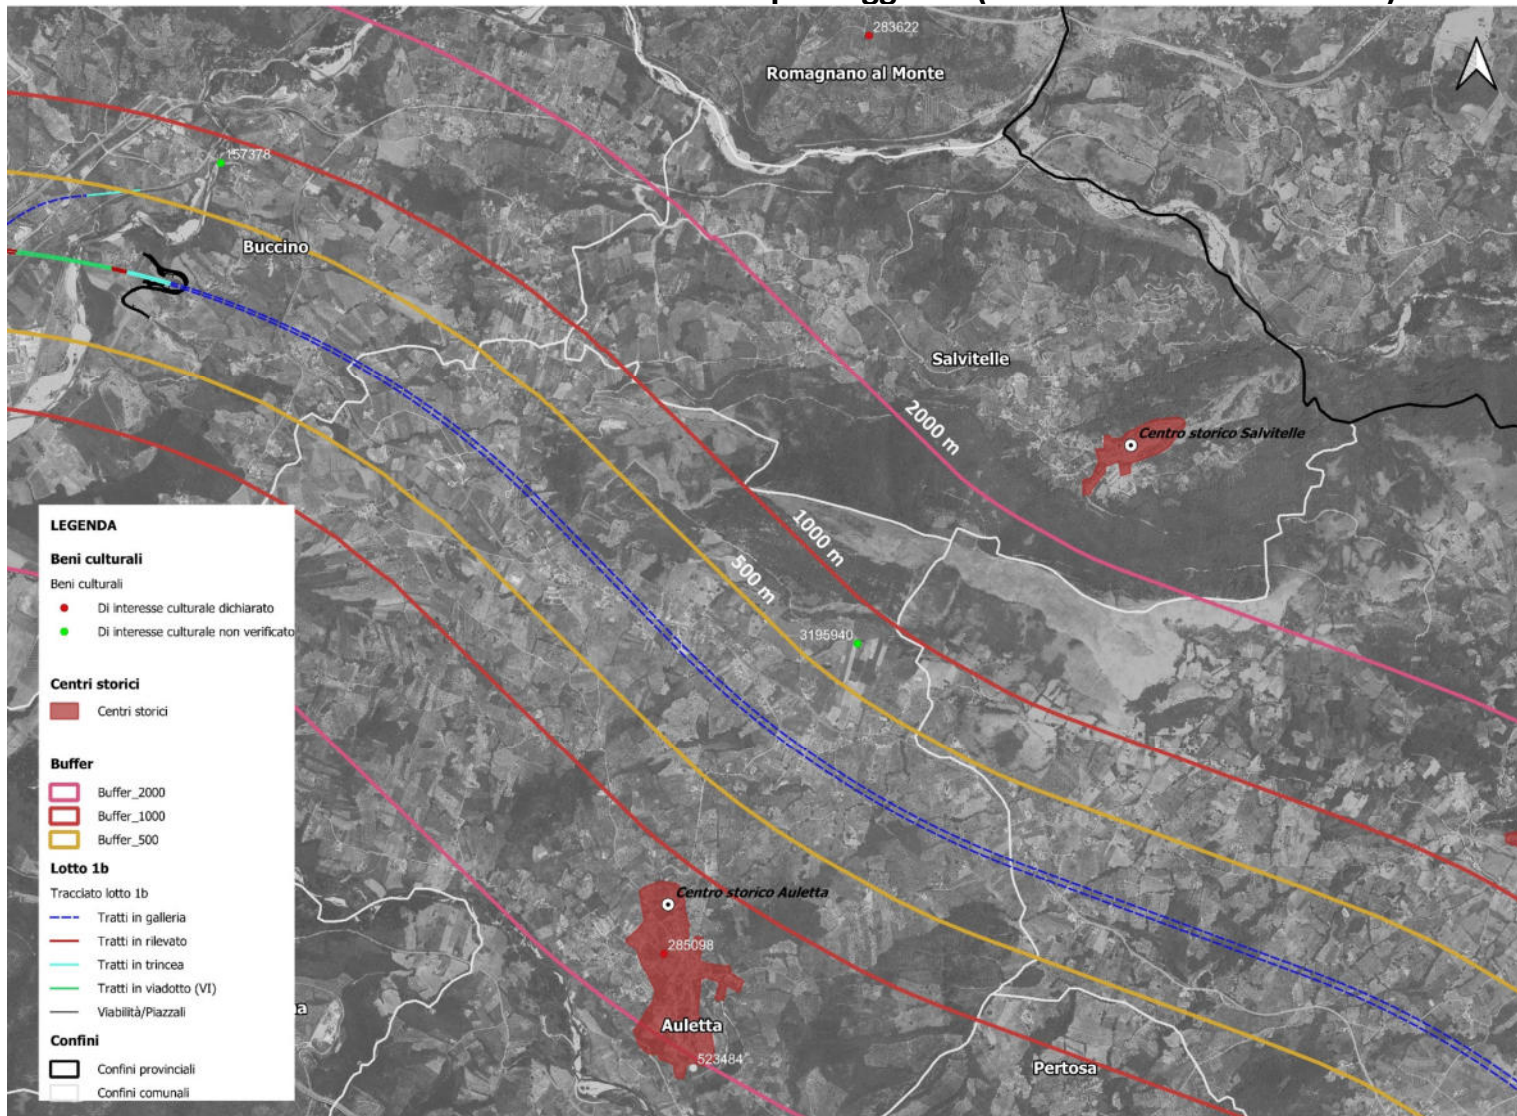 283622
Romagnano al Monte
157378
Buccino
Salvitelle
2000 m
Centro storico Salvitelle
1000 m
500 m
3195940
LEGENDA
Beni culturali
Beni culturali
Di interesse culturale dichiarato
Di interesse culturale non verificato
Centri storici
Centri storici
Buffer
Buffer_2000
Buffer_1000
Buffer_500
Lotto 1b
Tracciato lotto 1b
Tratti in galleria
Tratti in rilevato
Tratti in trincea
Tratti in viadotto (VI)
Viabilità/Piazzali
Confini
Confini provinciali
Confini comunali
Centro storico Auletta
285098
Auletta
523484
Pertosa